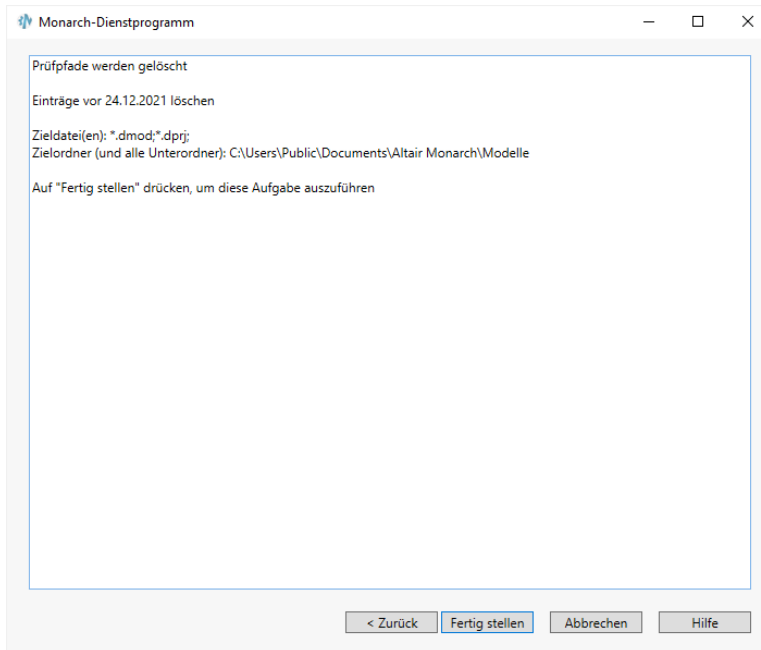 Monarch-Dienstprogramm
Prüfpfade werden gelöscht
Einträge vor 24.12.2021 löschen
Zieldatei(en): *.dmod;*.dprj;
Zielordner (und alle Unterordner): C:\Users\Public\Documents\Altair Monarch\Modelle
Auf "Fertig stellen" drücken, um diese Aufgabe auszuführen
< Zurück Fertig stellen Abbrechen Hilfe